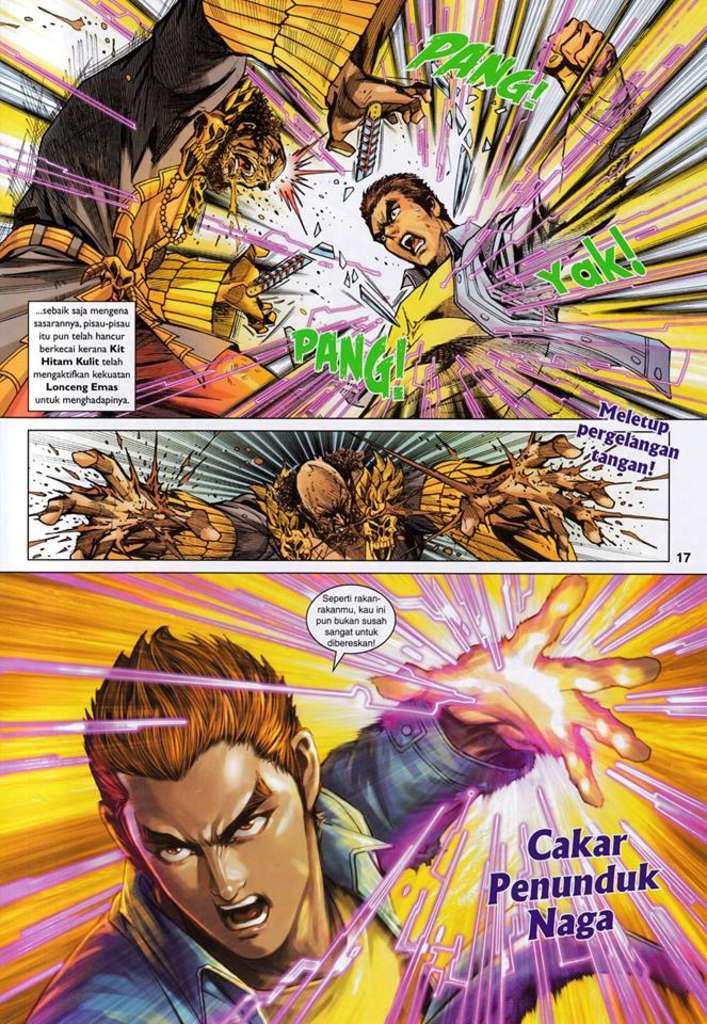 PANG!
Yak!
PANG!
...sebaik saja mengena
sasarannya, pisau-pisau
itu pun telah hancur
berkecai kerana Kit
Hitam Kulit telah
mengaktifkan kekuatan
Lonceng Emas
untuk menghadapinya.
Meletup
pergelangan
tangan!
17
Seperti rakan-
rakanmu, kau ini
pun bukan susah
sangat untuk
dibereskan!
Cakar
Penunduk
Naga